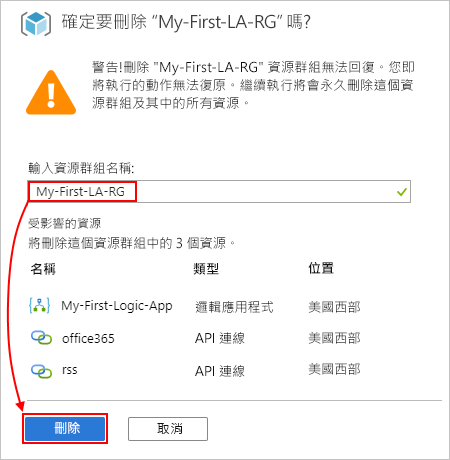 確定要刪除 “My-First-LA-RG” 嗎?
警告!刪除 "My-First-LA-RG" 資源群組無法回復。您即
將執行的動作無法復原。繼續執行將會永久刪除這個資
源群組及其中的所有資源。
輸入資源群組名稱:
My-First-LA-RG
受影響的資源
將刪除這個資源群組中的 3 個資源。
名稱 類型 位置
My-First-Logic-App 邏輯應用程式 美國西部
office365 API 連線 美國西部
rss API 連線 美國西部
刪除 取消